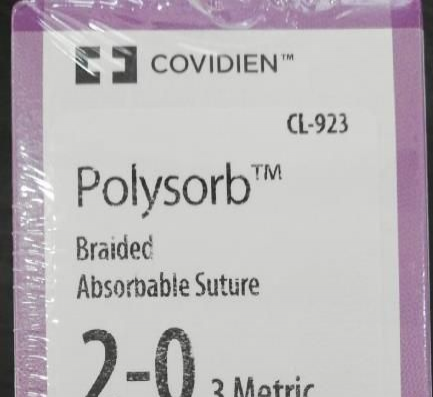 COVIDIEN™
CL-923
Polysorb™
Braided
Absorbable Suture
2-0 3 Metric